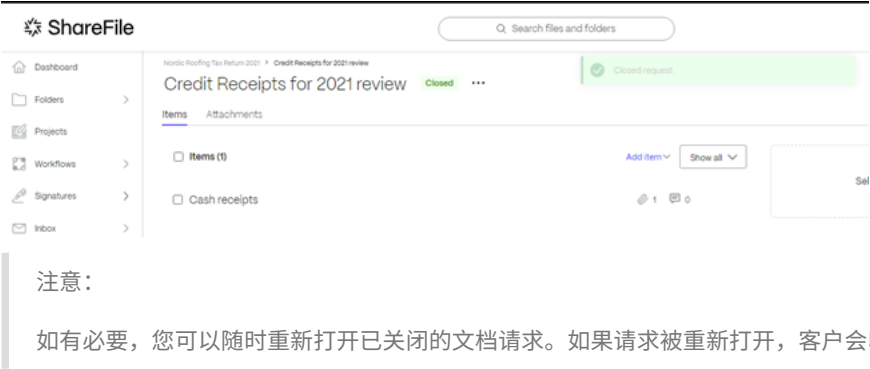 ShareFile
Search files and folders
Dashboard
Nordic Roofing Tax Return 2021 > Credit Receipts for 2021 review
Closed request
Credit Receipts for 2021 review Closed ...
Folders
Items Attachments
Projects
Items (1) Add item Show all
Workflows
Signatures
Cash receipts 1 0
Inbox
注意：
如有必要，您可以随时重新打开已关闭的文档请求。如果请求被重新打开，客户会